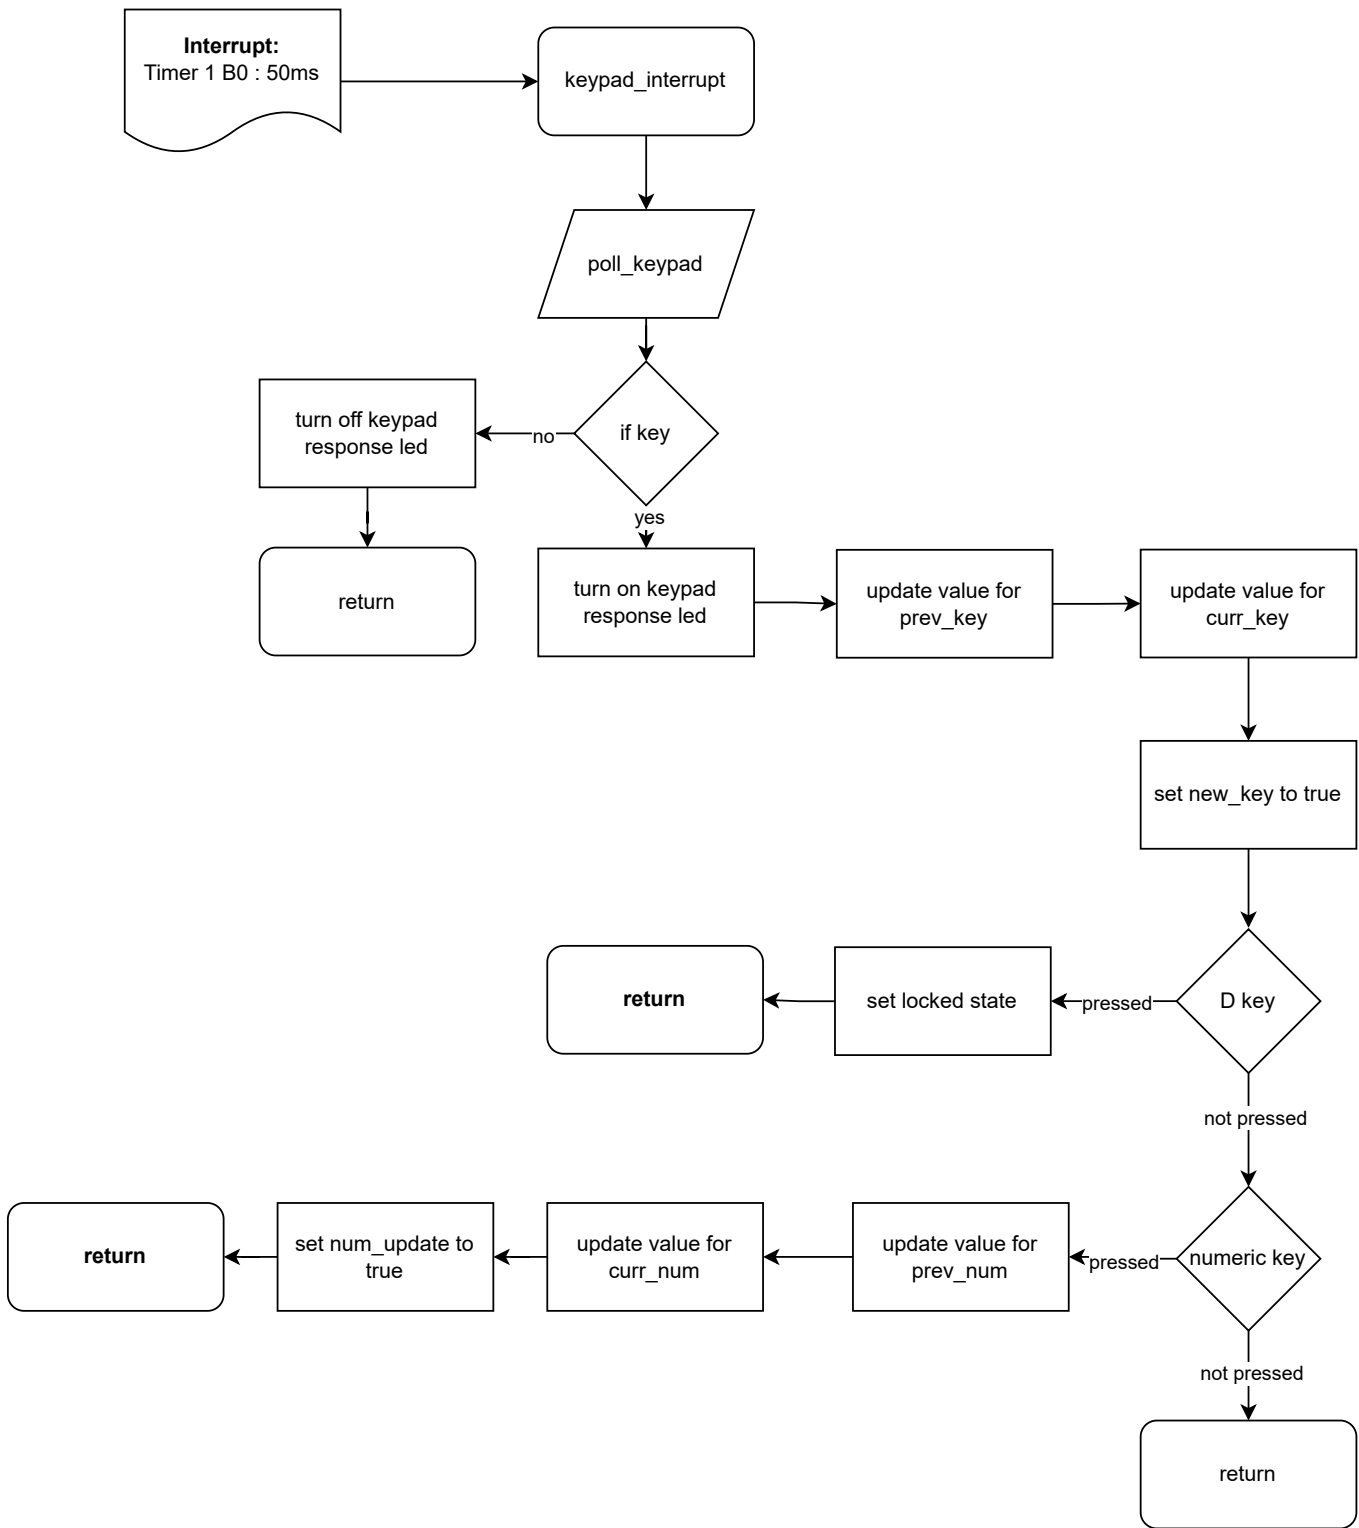 Interrupt:
Timer 1 B0 : 50ms
keypad_interrupt
poll_keypad
if key
no
turn off keypad
response led
return
yes
turn on keypad
response led
update value for
prev_key
update value for
curr_key
set new_key to true
D key
pressed
set locked state
return
not pressed
numeric key
pressed
update value for
prev_num
update value for
curr_num
set num_update to
true
return
not pressed
return